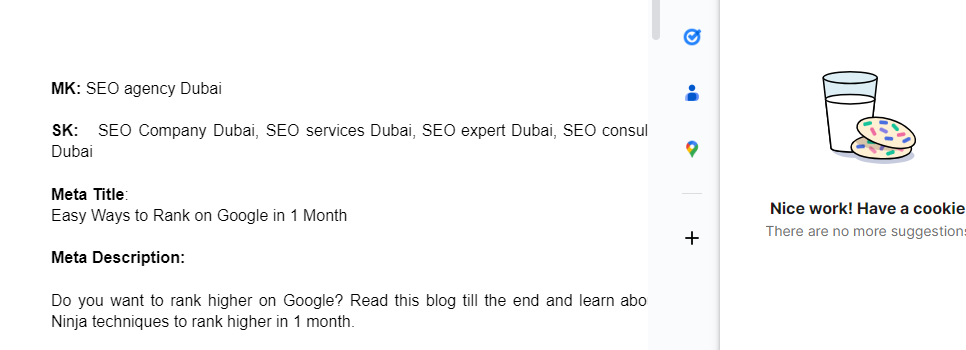 MK: SEO agency Dubai
SK: SEO Company Dubai, SEO services Dubai, SEO expert Dubai, SEO consul
Dubai
Meta Title:
Easy Ways to Rank on Google in 1 Month
Meta Description:
Do you want to rank higher on Google? Read this blog till the end and learn abo
Ninja techniques to rank higher in 1 month.
Nice work! Have a cookie
There are no more suggestions